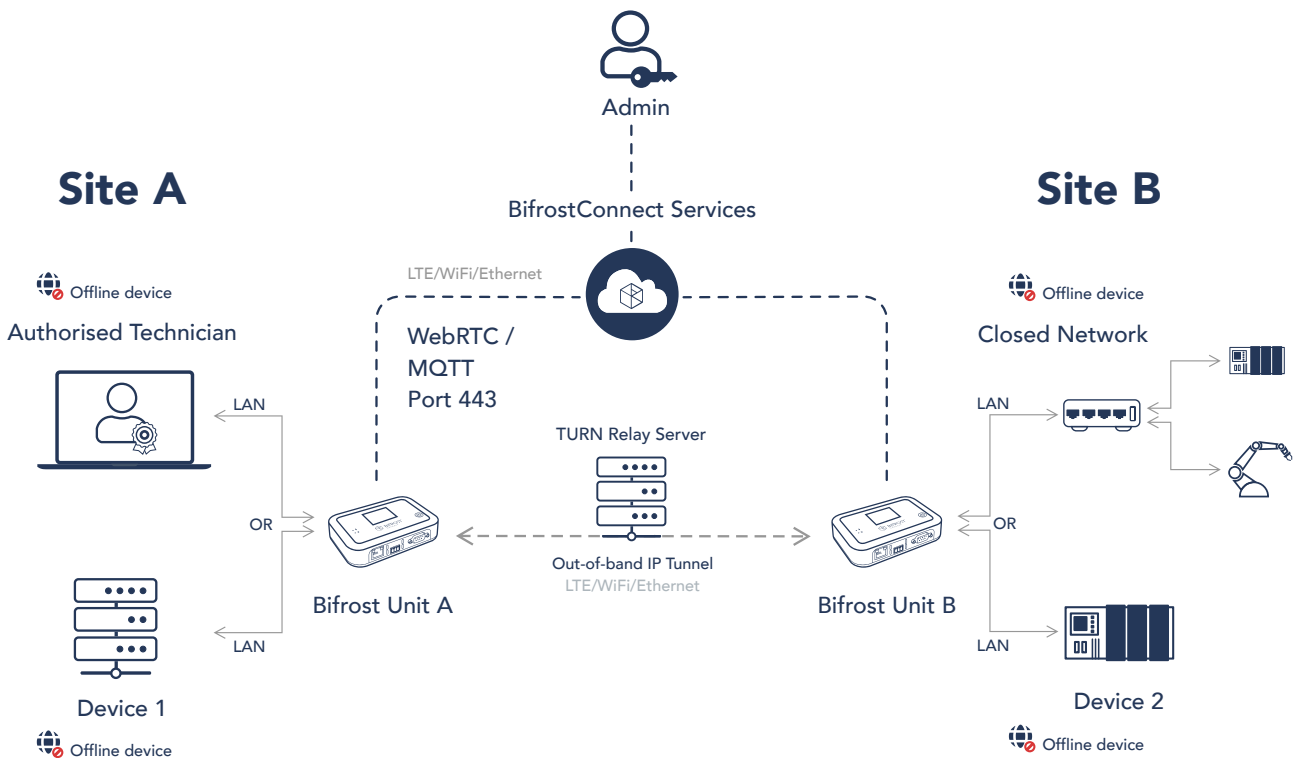 Admin
Site A
Site B
BifrostConnect Services
LTE/WiFi/Ethernet
Offline device
Offline device
Authorised Technician
WebRTC /
MQTT
Port 443
Closed Network
LAN
LAN
TURN Relay Server
OR
OR
BIFROST
BIFROST
Out-of-band IP Tunnel
LTE/WiFi/Ethernet
Bifrost Unit A
Bifrost Unit B
LAN
LAN
Device 1
Device 2
Offline device
Offline device